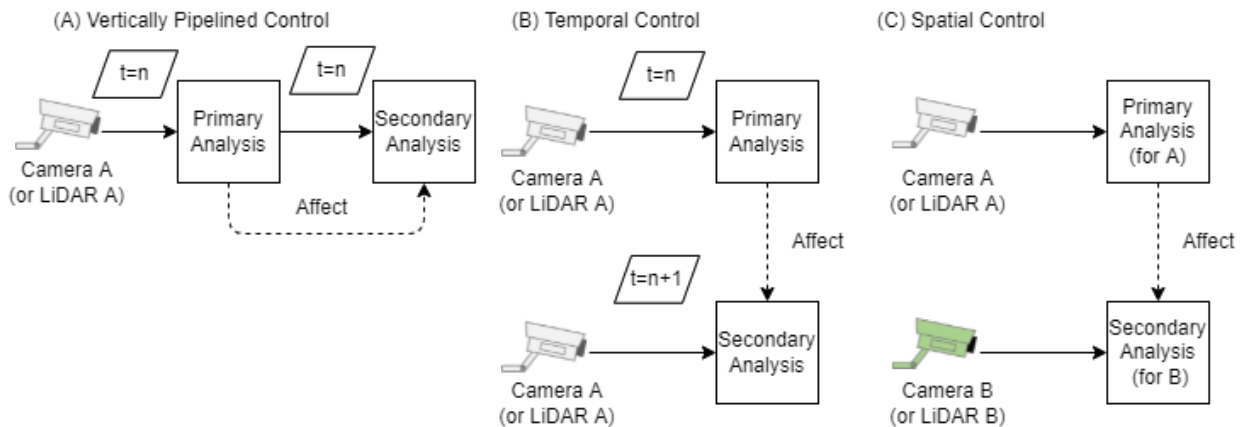 (A) Vertically Pipelined Control
t=n
t=n
Primary
Analysis
Secondary
Analysis
Camera A
(or LiDAR A)
Affect
(B) Temporal Control
t=n
Primary
Analysis
Camera A
(or LiDAR A)
Affect
t=n+1
Secondary
Analysis
Camera A
(or LiDAR A)
(C) Spatial Control
Primary
Analysis
(for A)
Camera A
(or LiDAR A)
Affect
Secondary
Analysis
(for B)
Camera B
(or LiDAR B)